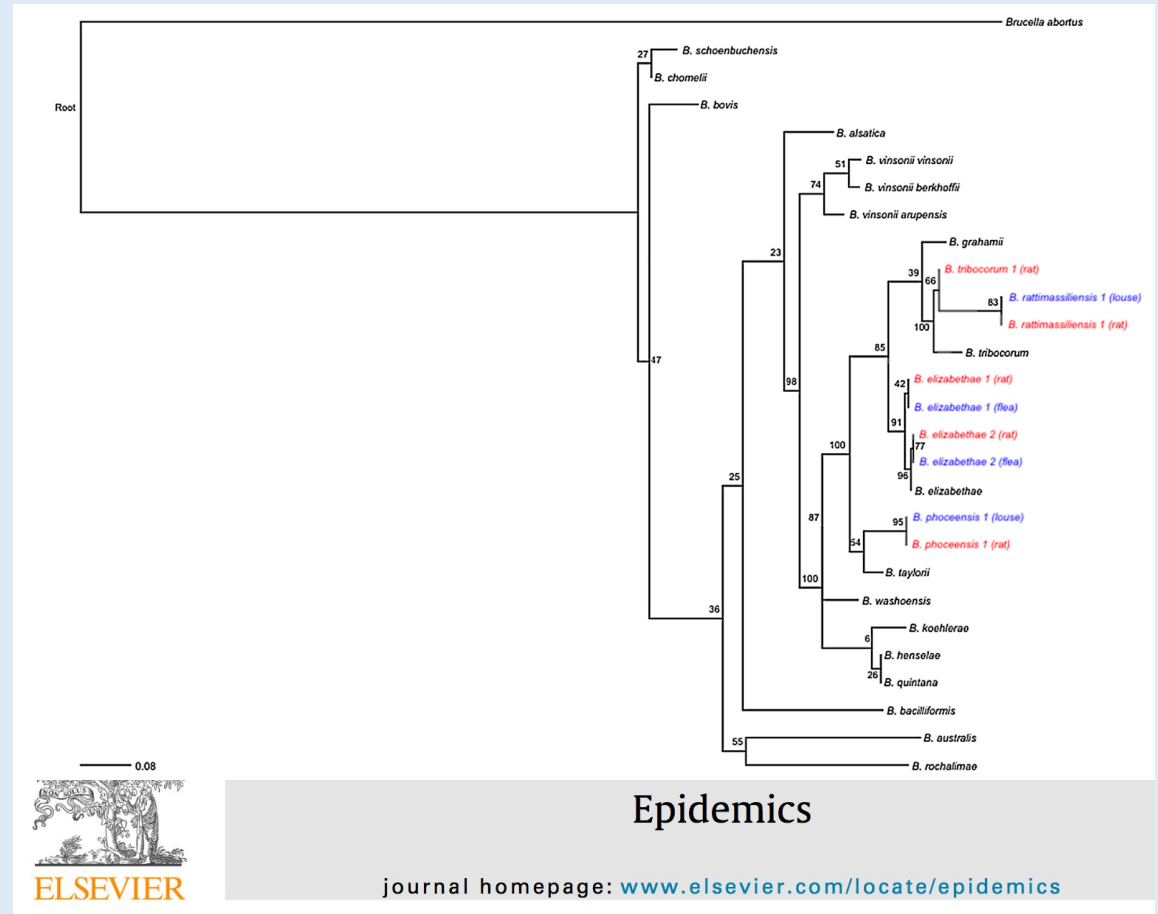 Brucella abortus
27
B. schoenbuchensis
B. chomelii
Root
B. bovis
B. alsatica
51
B. vinsonii vinsonii
74
B. vinsonii berkhoffii
B. vinsonii arupensis
23
B. grahamii
39
66
B. tribocorum 1 (rat)
83
B. rattimassiliensis 1 (louse)
100
B. rattimassiliensis 1 (rat)
85
B. tribocorum
47
98
42
B. elizabethae 1 (rat)
B. elizabethae 1 (flea)
91
B. elizabethae 2 (rat)
100
77
B. elizabethae 2 (flea)
25
96
B. elizabethae
87
95
B. phoceensis 1 (louse)
54
B. phoceensis 1 (rat)
B. taylorii
100
36
B. washoensis
B. koehlerae
6
B. henselae
26
B. quintana
B. bacilliformis
55
B. australis
0.08
B. rochalimae
NON SOLUS
Epidemics
ELSEVIER
journal homepage: www.elsevier.com/locate/epidemics